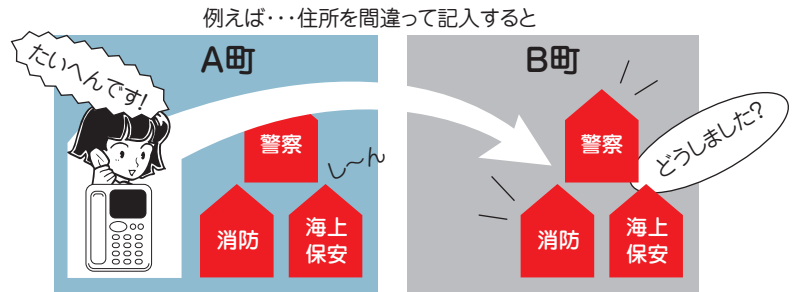 例えば･･･住所を間違って記入すると
A町
たいへんです!
警察
し〜ん
消防
海上
保安
B町
警察
どうしました?
消防
海上
保安